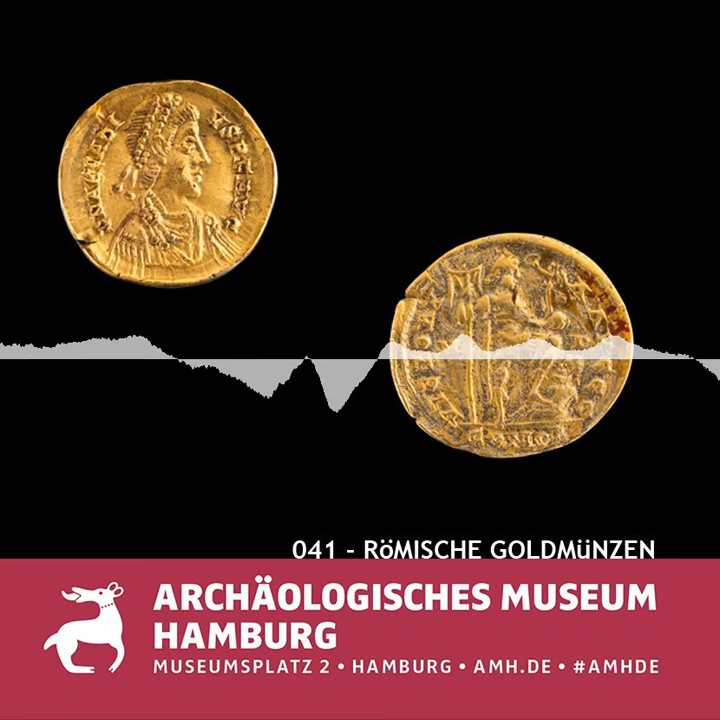 041 - RöMISCHE GOLDMüNZEN
ARCHÄOLOGISCHES MUSEUM
HAMBURG
MUSEUMSPLATZ 2 • HAMBURG • AMH.DE • #AMHDE